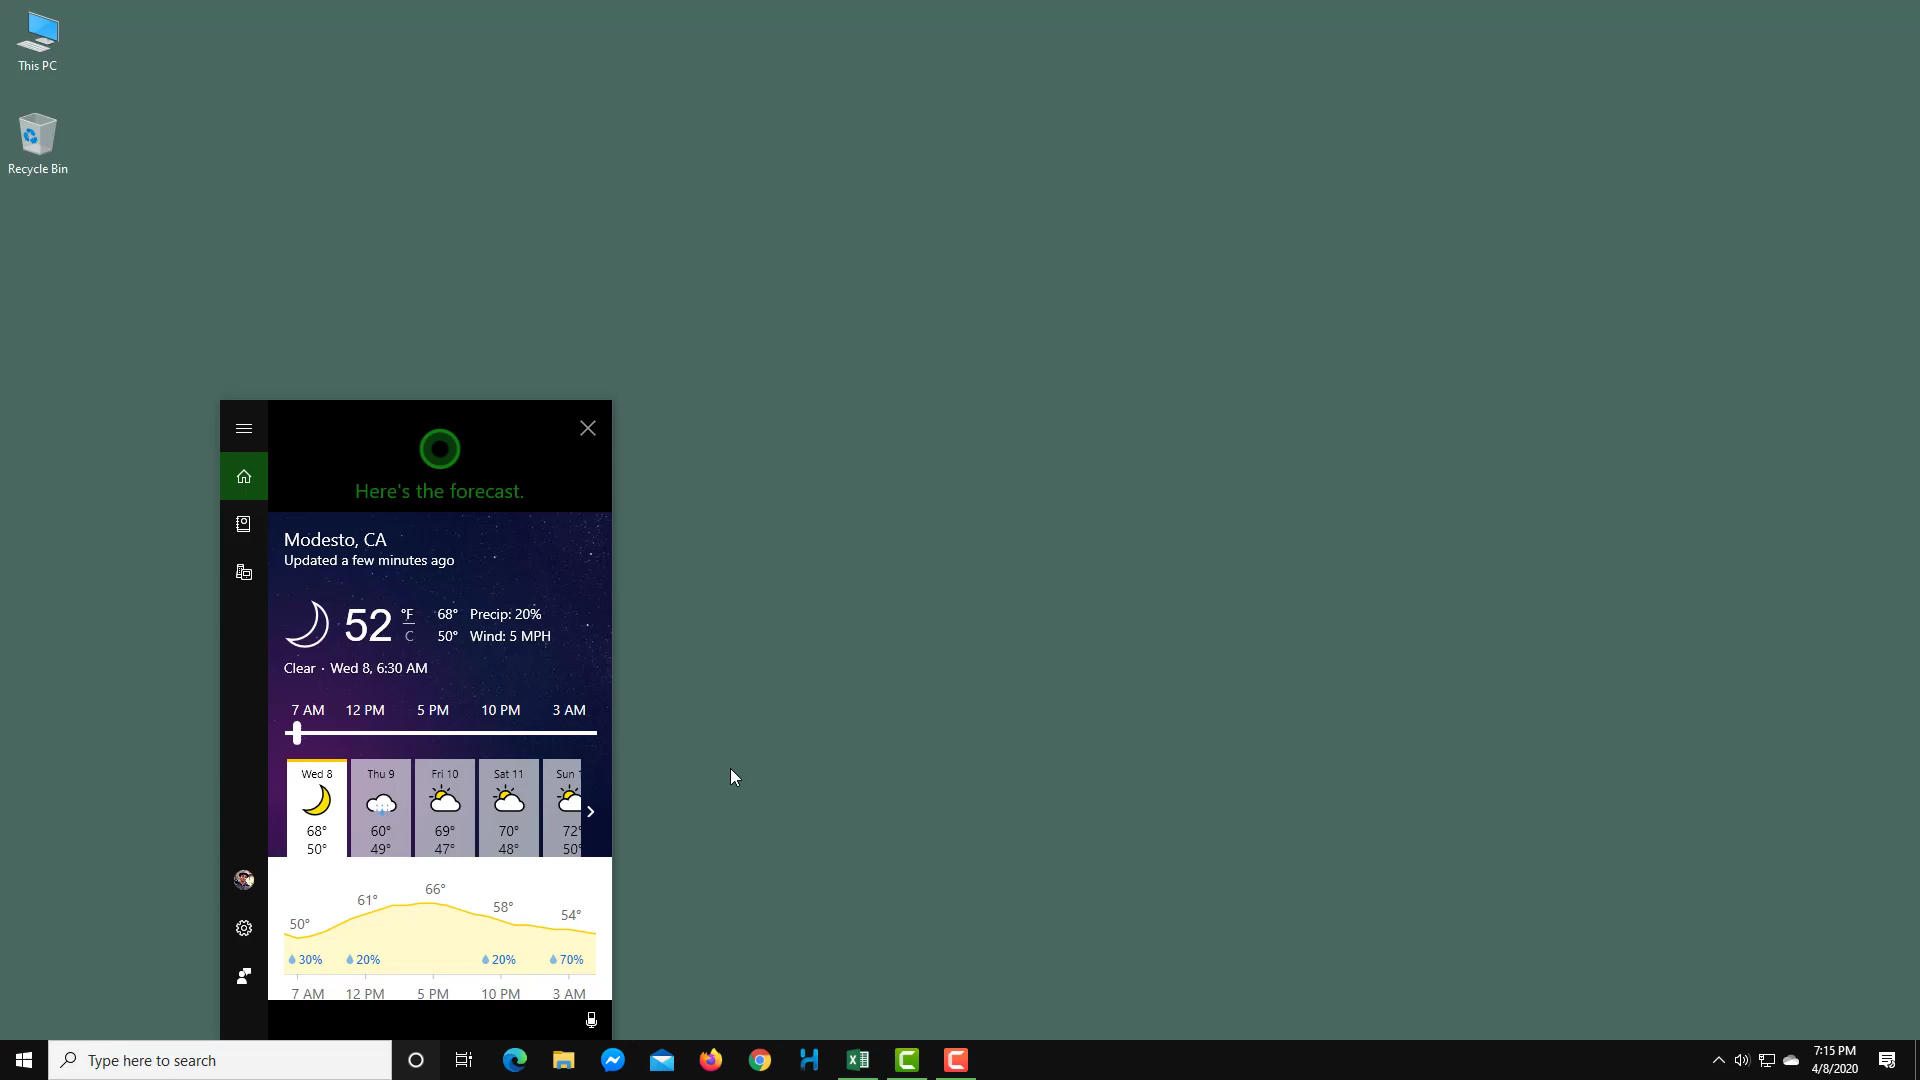 This PC
Recycle Bin
Here's the forecast.
Modesto, CA
Updated a few minutes ago
52 °F 68° Precip: 20%
C 50° Wind: 5 MPH
Clear · Wed 8, 6:30 AM
7 AM 12 PM 5 PM 10 PM 3 AM
Wed 8 Thu 9 Fri 10 Sat 11 Sun
68° 60° 69° 70° 72°
50° 49° 47° 48° 50°
66°
61°
58°
54°
50°
30% 20% 20% 70%
7 AM 12 PM 5 PM 10 PM 3 AM
Type here to search
7:15 PM
4/8/2020